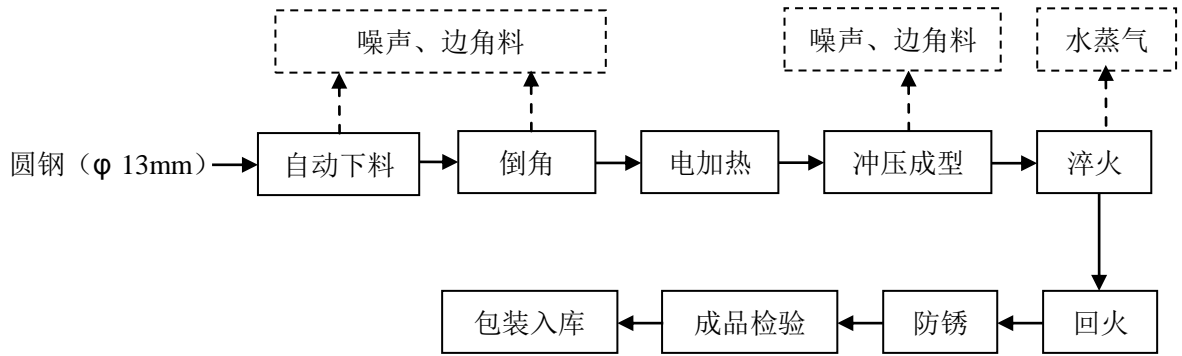 噪声、边角料
噪声、边角料
水蒸气
圆钢（φ 13mm）
自动下料
倒角
电加热
冲压成型
淬火
包装入库
成品检验
防锈
回火